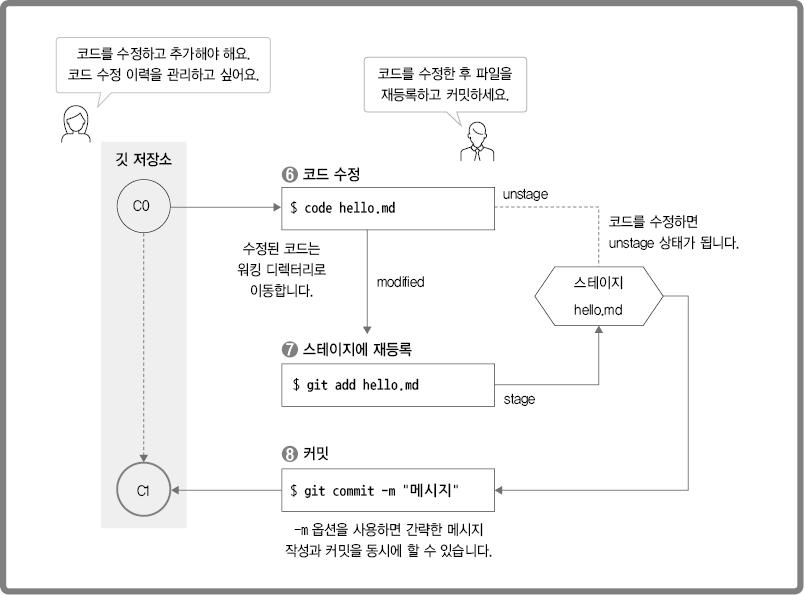 코드를 수정하고 추가해야 해요.
코드 수정 이력을 관리하고 싶어요.
코드를 수정한 후 파일을
재등록하고 커밋하세요.
깃 저장소
C0
❻ 코드 수정
$ code hello.md
unstage
코드를 수정하면
unstage 상태가 됩니다.
수정된 코드는
워킹 디렉터리로
이동합니다.
modified
스테이지
hello.md
❼ 스테이지에 재등록
$ git add hello.md
stage
❽ 커밋
C1
$ git commit -m "메시지"
-m 옵션을 사용하면 간략한 메시지
작성과 커밋을 동시에 할 수 있습니다.